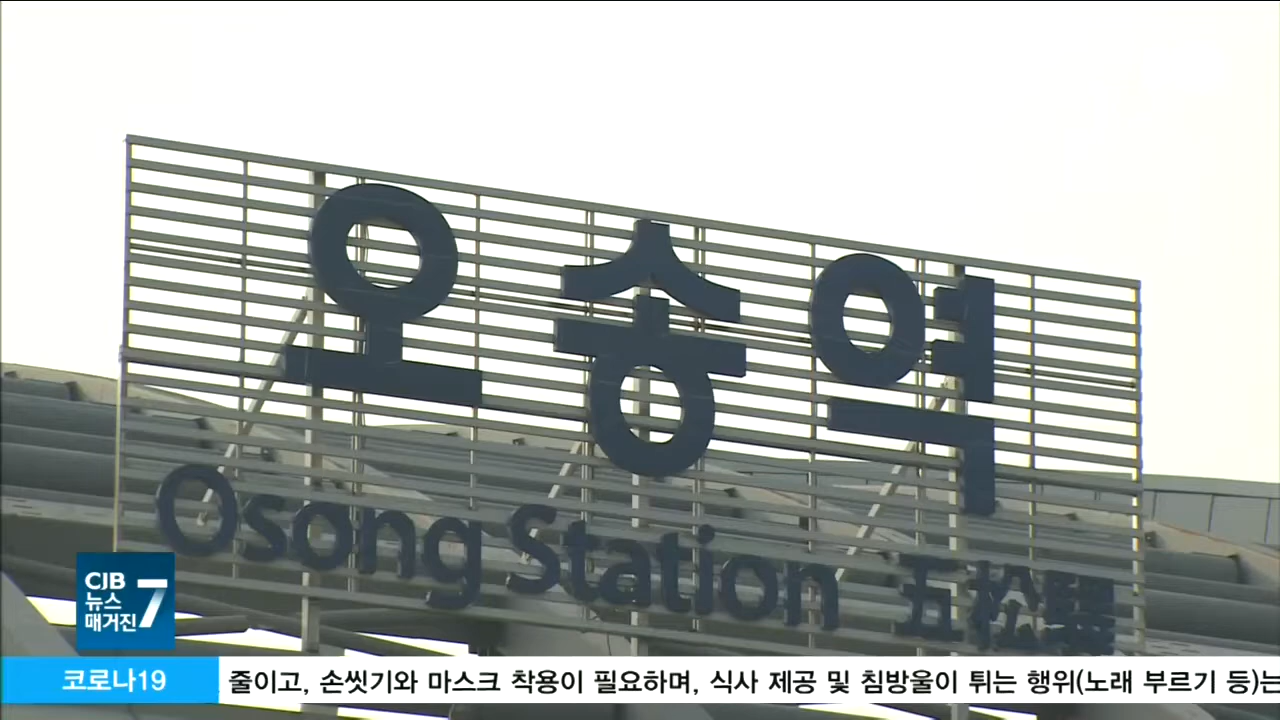 오송역
Osong Station 五松驛
CJB
뉴스
매거진 7
코로나19 줄이고, 손씻기와 마스크 착용이 필요하며, 식사 제공 및 침방울이 튀는 행위(노래 부르기 등)는